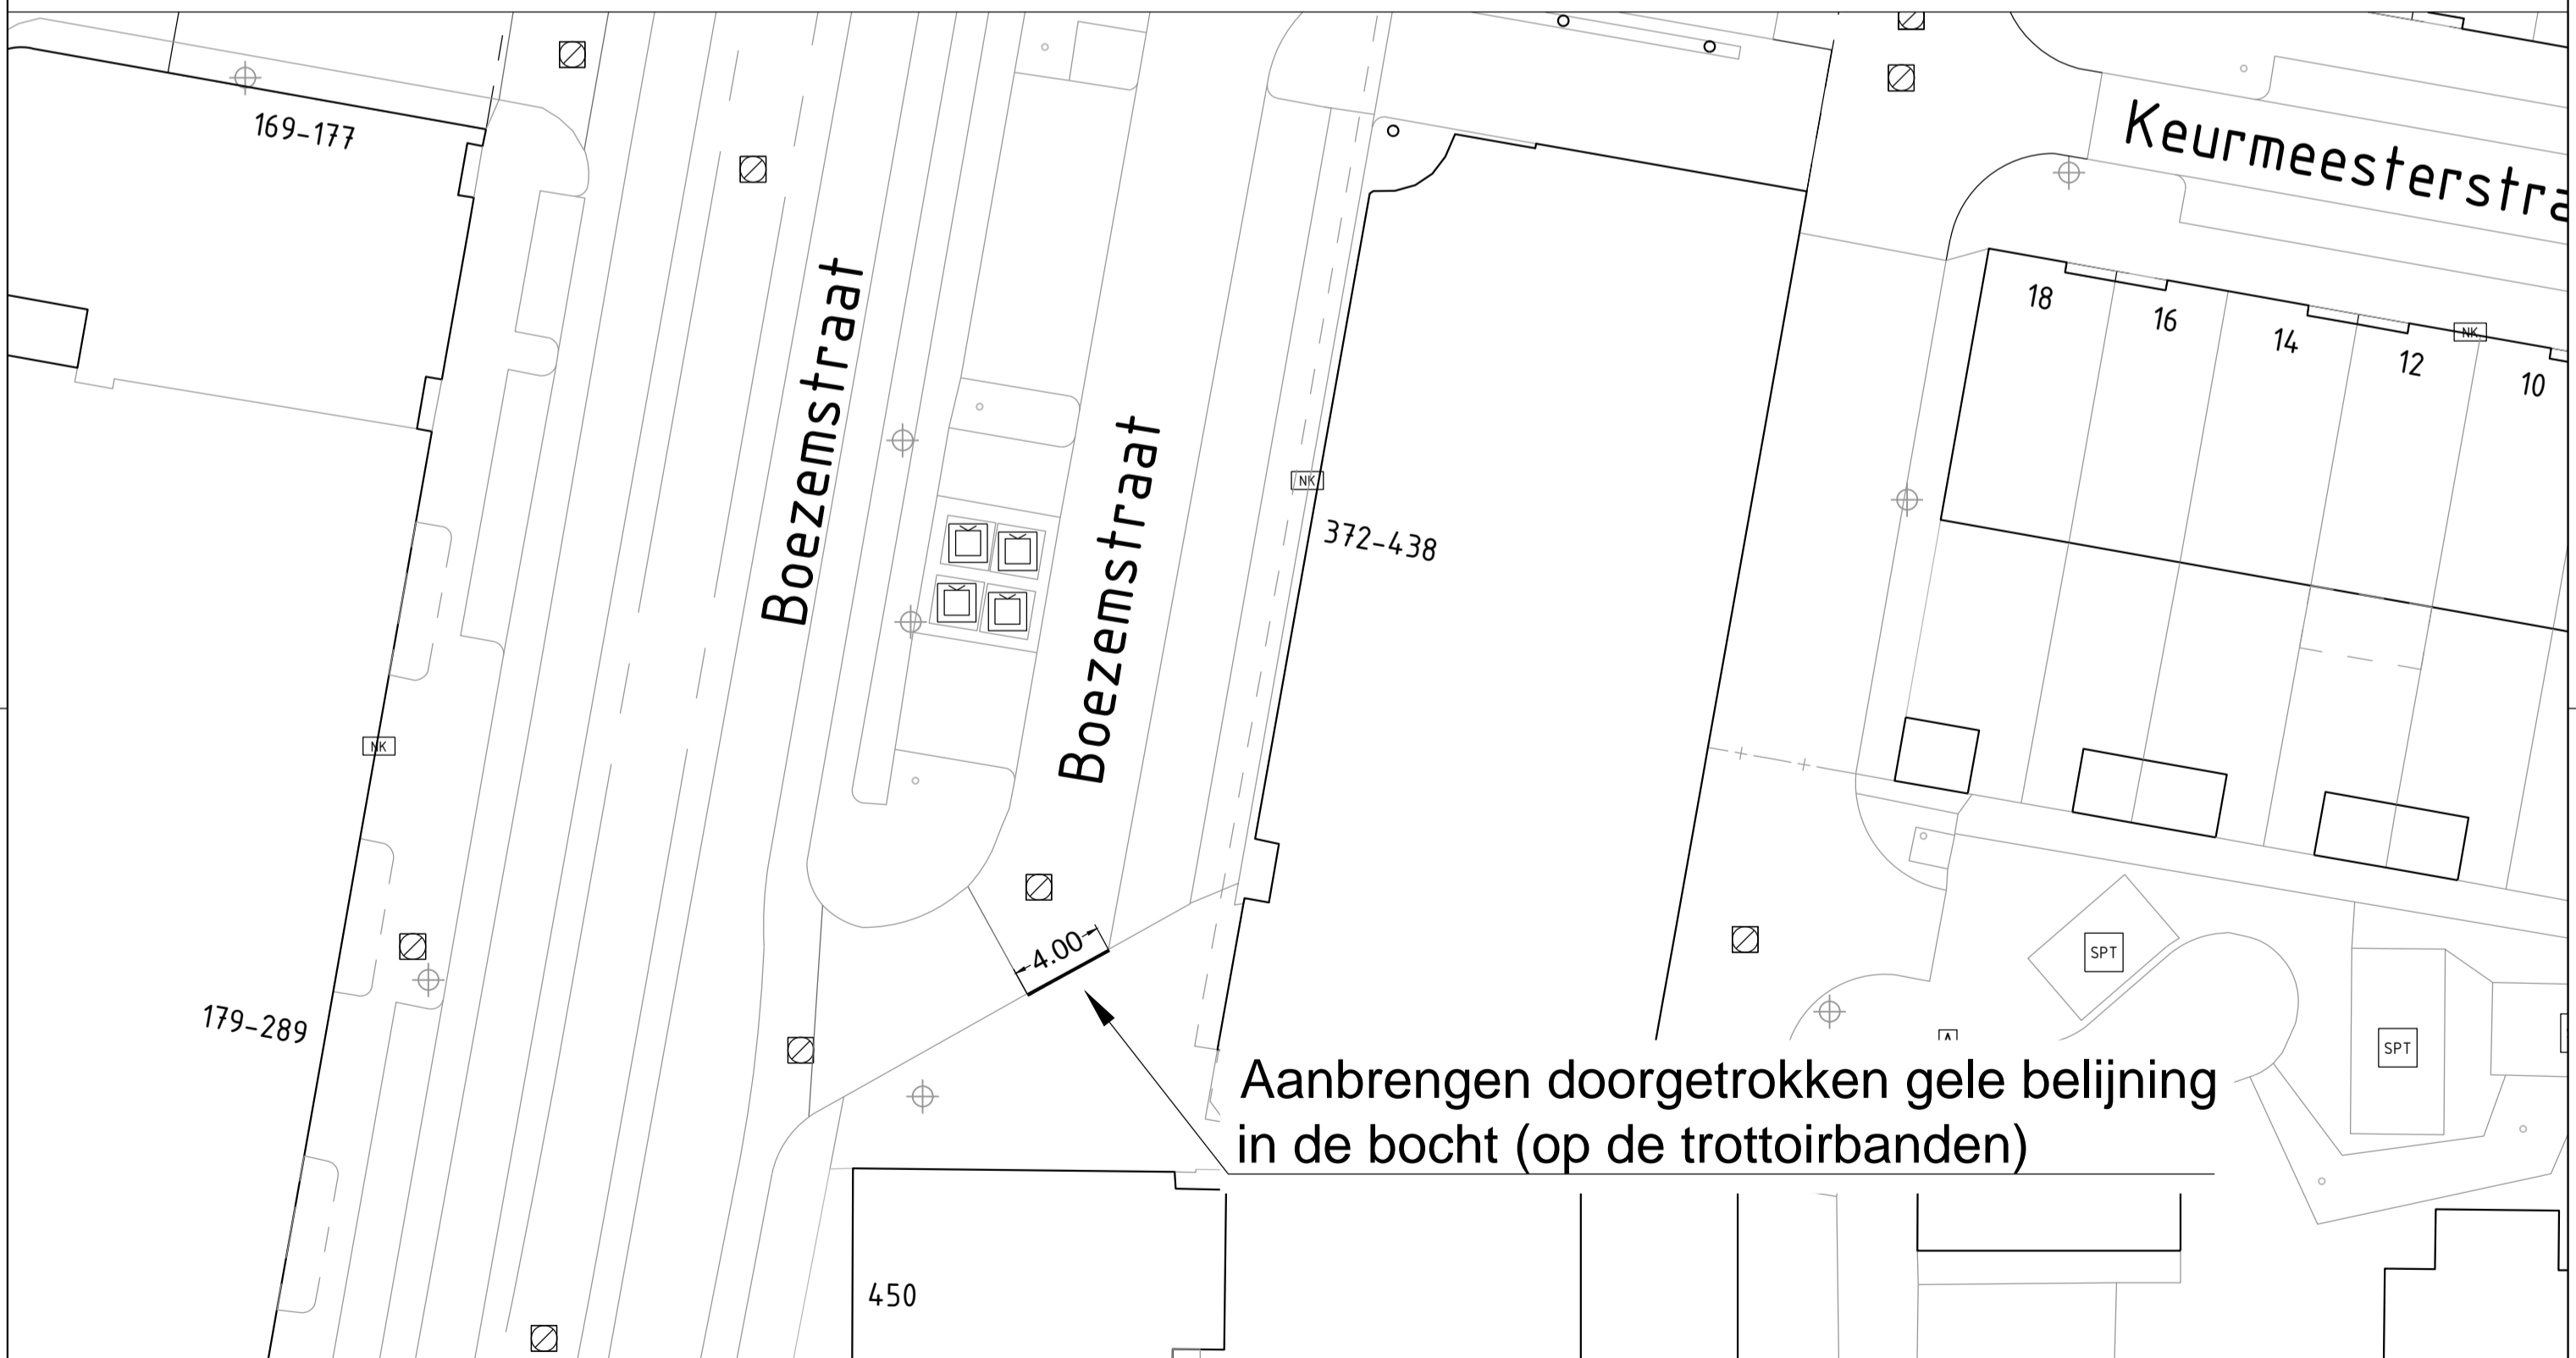 169-177
Keurmeesterstra
Boezemstraat
18
16
14
12
NK
10
Boezemstraat
NK
372-438
NK
4.00
SPT
179-289
SPT
Aanbrengen doorgetrokken gele belijning
in de bocht (op de trottoirbanden)
450